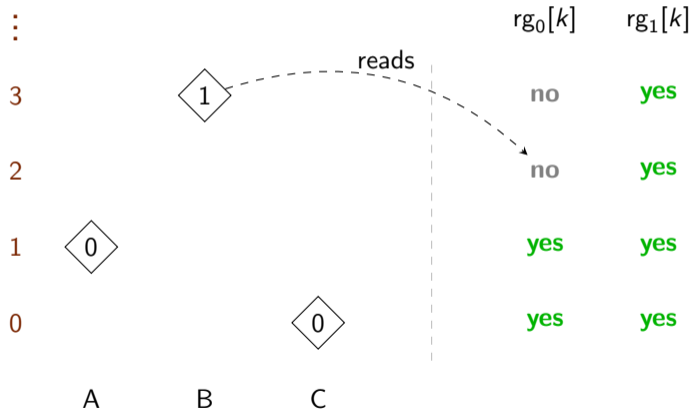 ⋮ rg₀[k] rg₁[k]
reads
3 1 no yes
2 no yes
1 0 yes yes
0 0 yes yes
A B C